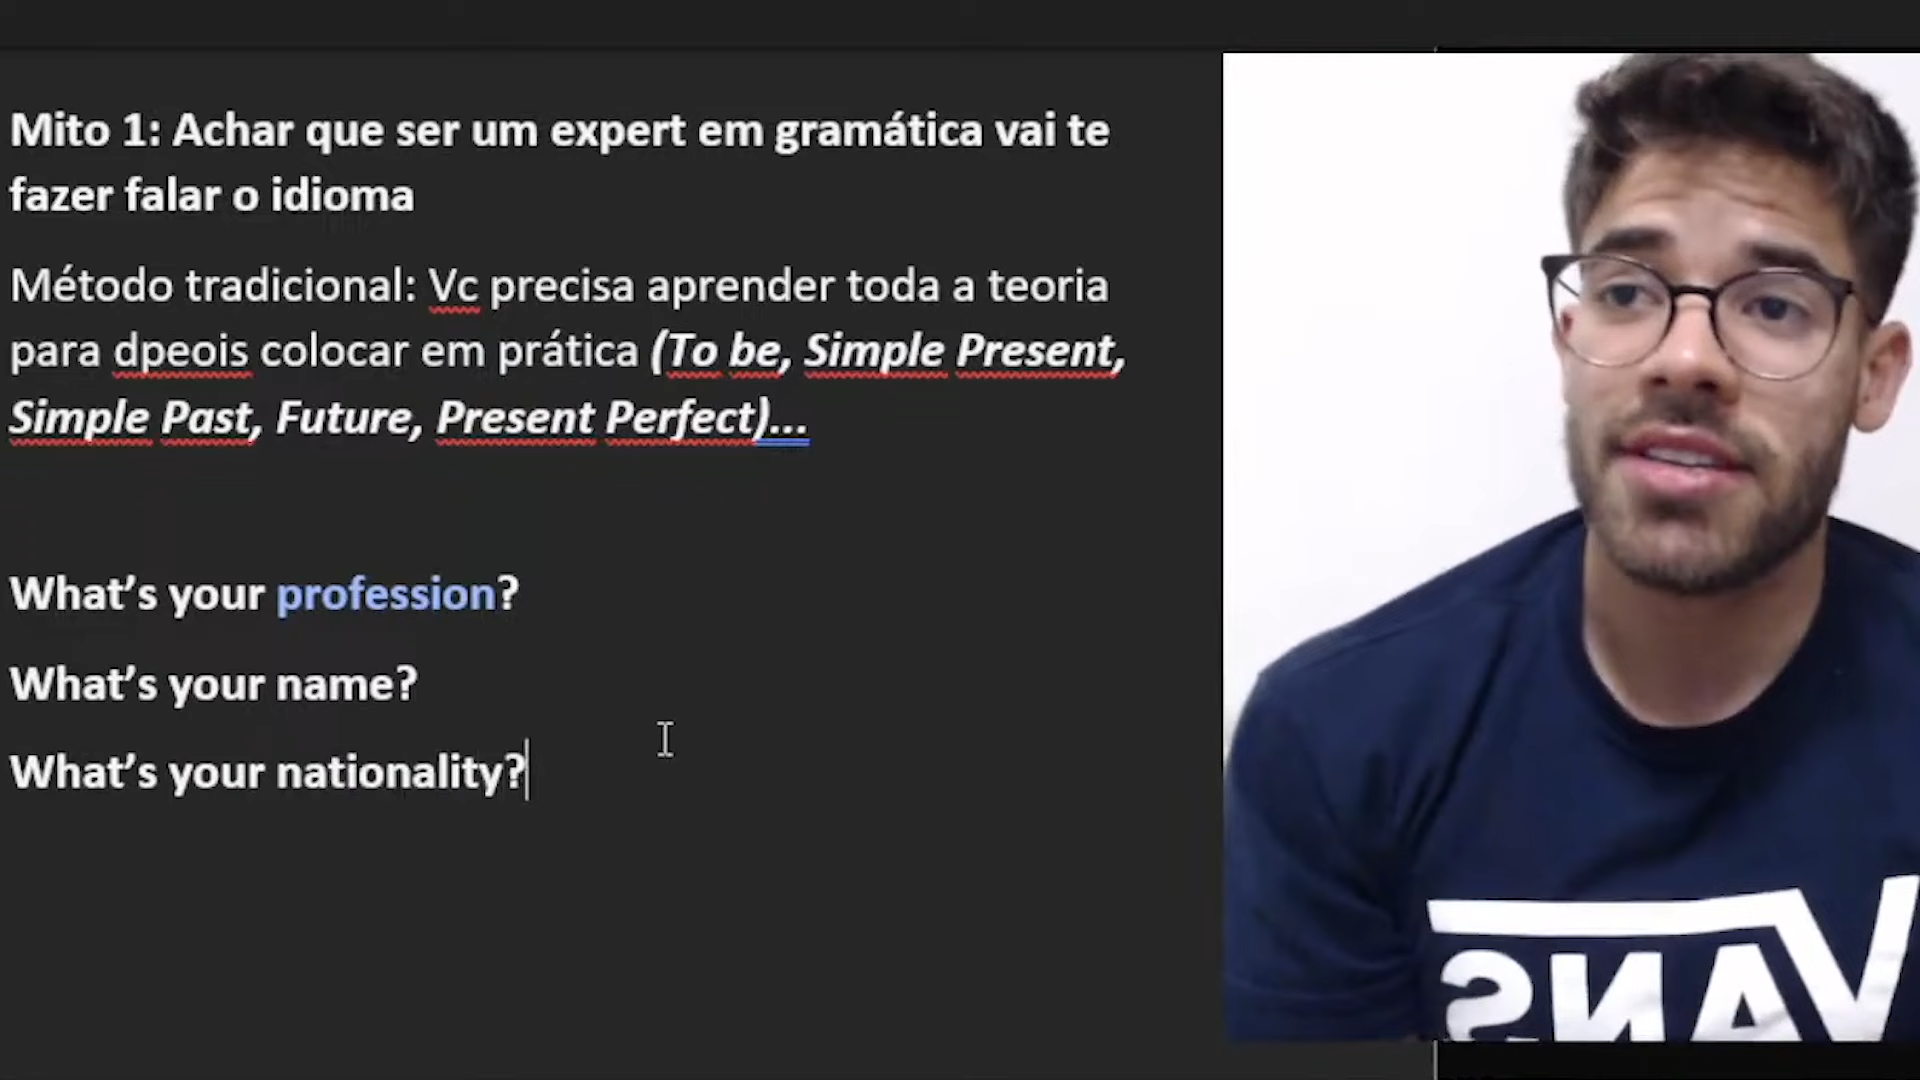 Mito 1: Achar que ser um expert em gramática vai te
fazer falar o idioma
Método tradicional: Vc precisa aprender toda a teoria
para dpeois colocar em prática (To be, Simple Present,
Simple Past, Future, Present Perfect)...
What’s your profession?
What’s your name?
What’s your nationality?
VANS